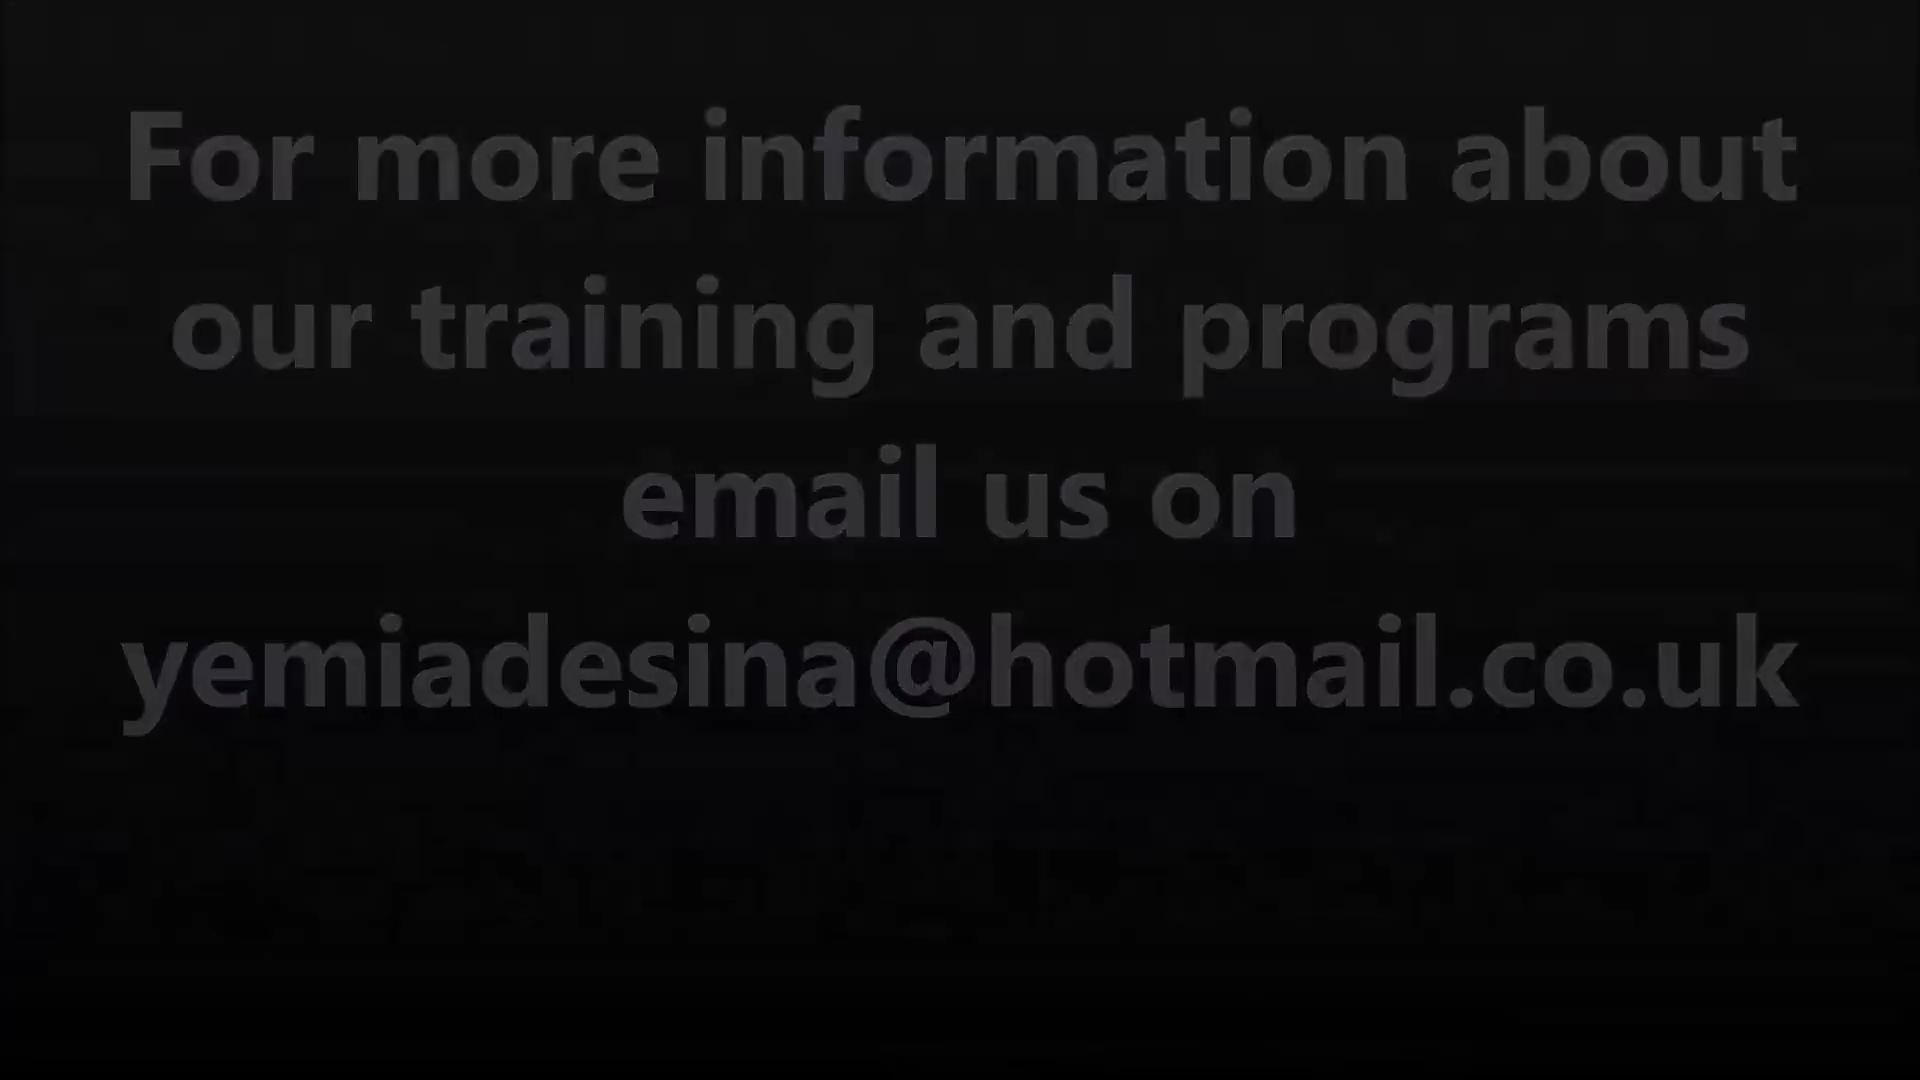 For more information about
our training and programs
email us on
yemiadesina@hotmail.co.uk